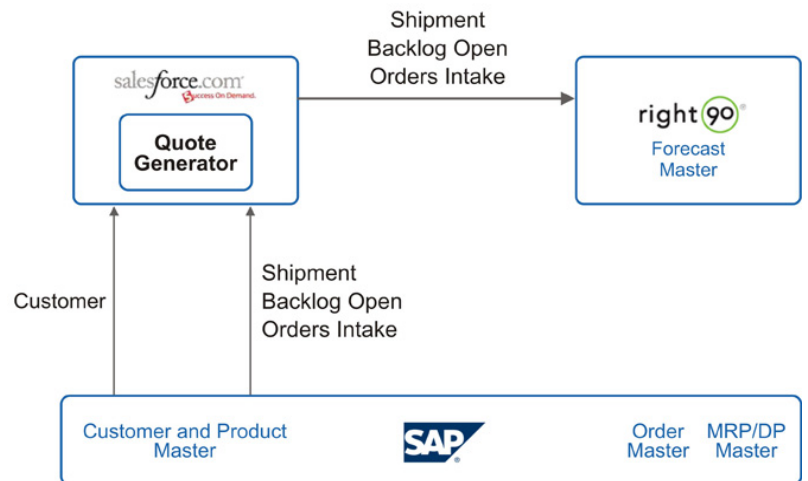 Shipment
Backlog Open
Orders Intake
salesforce.com
Success On Demand.
Quote
Generator
right90®
Forecast
Master
Customer
Shipment
Backlog Open
Orders Intake
Customer and Product
Master
SAP
Order
Master
MRP/DP
Master